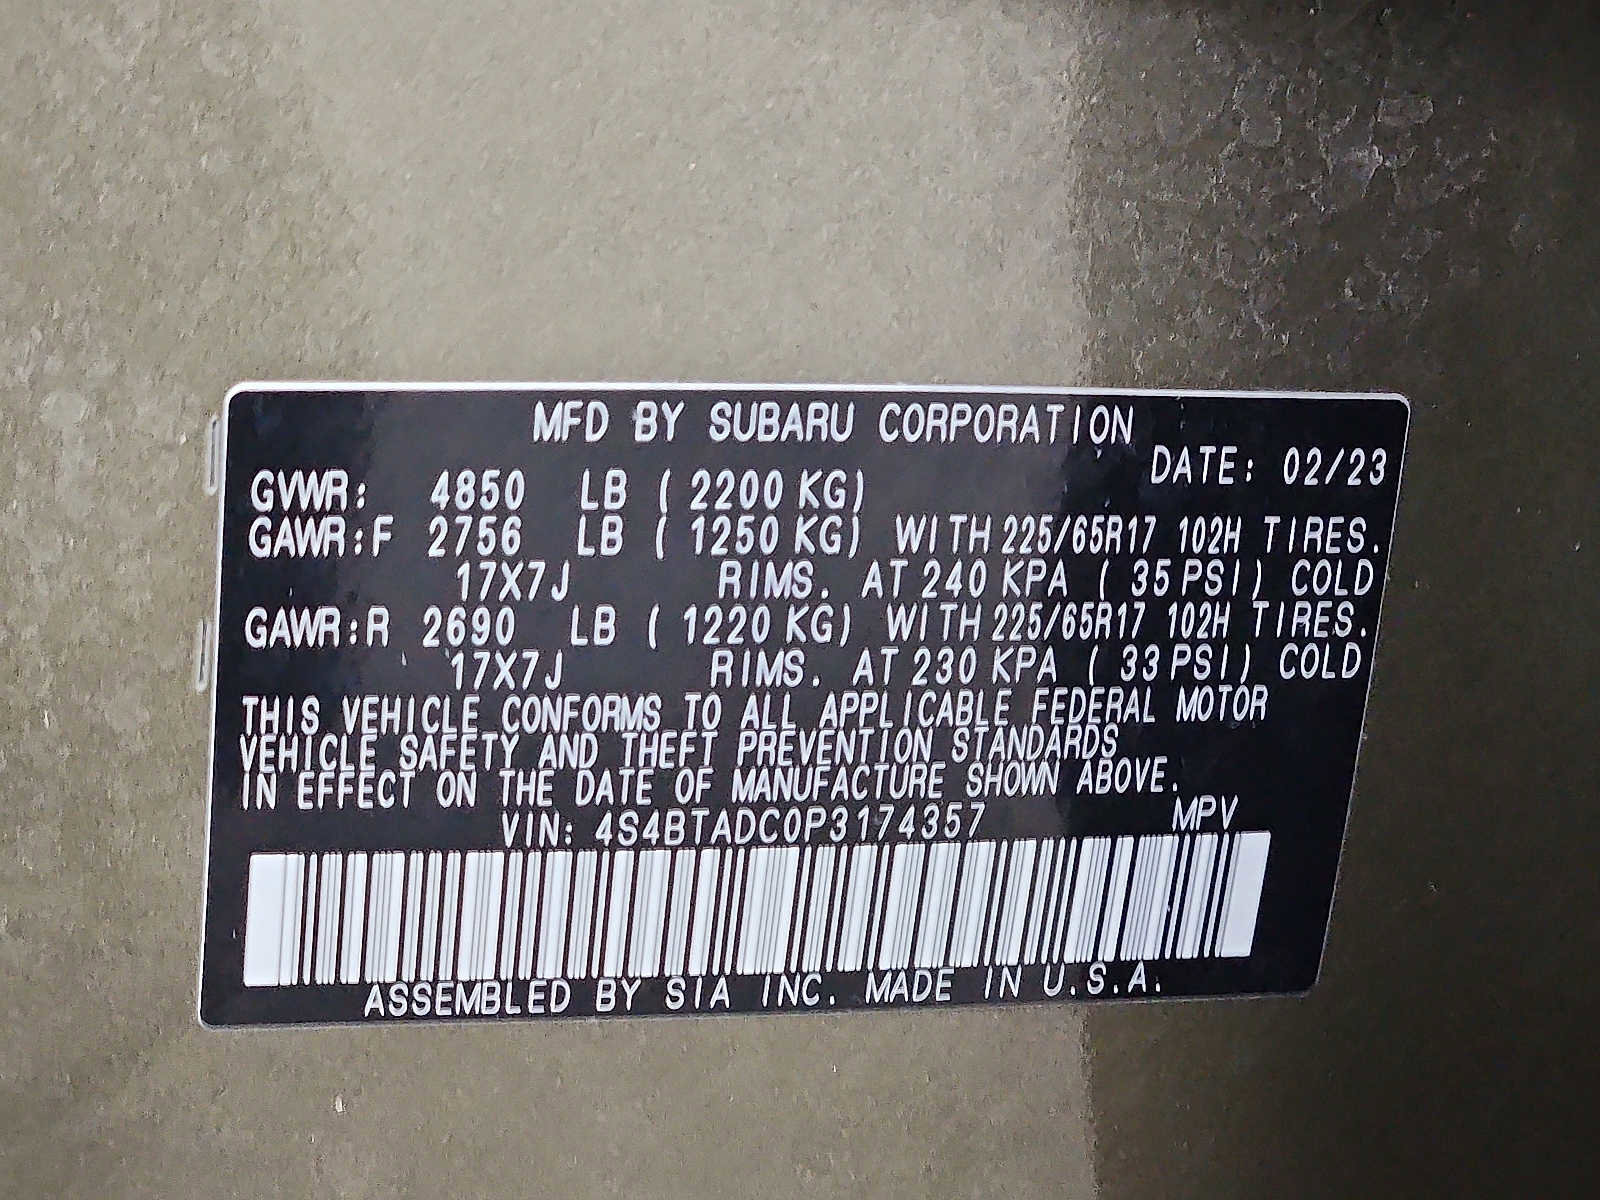 MFD BY SUBARU CORPORATION
DATE: 02/23
GVWR: 4850 LB ( 2200 KG)
GAWR:F 2756 LB ( 1250 KG) WITH 225/65R17 102H TIRES.
17X7J RIMS. AT 240 KPA ( 35 PSI) COLD
GAWR:R 2690 LB ( 1220 KG) WITH 225/65R17 102H TIRES.
17X7J RIMS. AT 230 KPA ( 33 PSI) COLD
THIS VEHICLE CONFORMS TO ALL APPLICABLE FEDERAL MOTOR
VEHICLE SAFETY AND THEFT PREVENTION STANDARDS
IN EFFECT ON THE DATE OF MANUFACTURE SHOWN ABOVE.
VIN: 4S4BTADC0P3174357 MPV
ASSEMBLED BY SIA INC. MADE IN U.S.A.